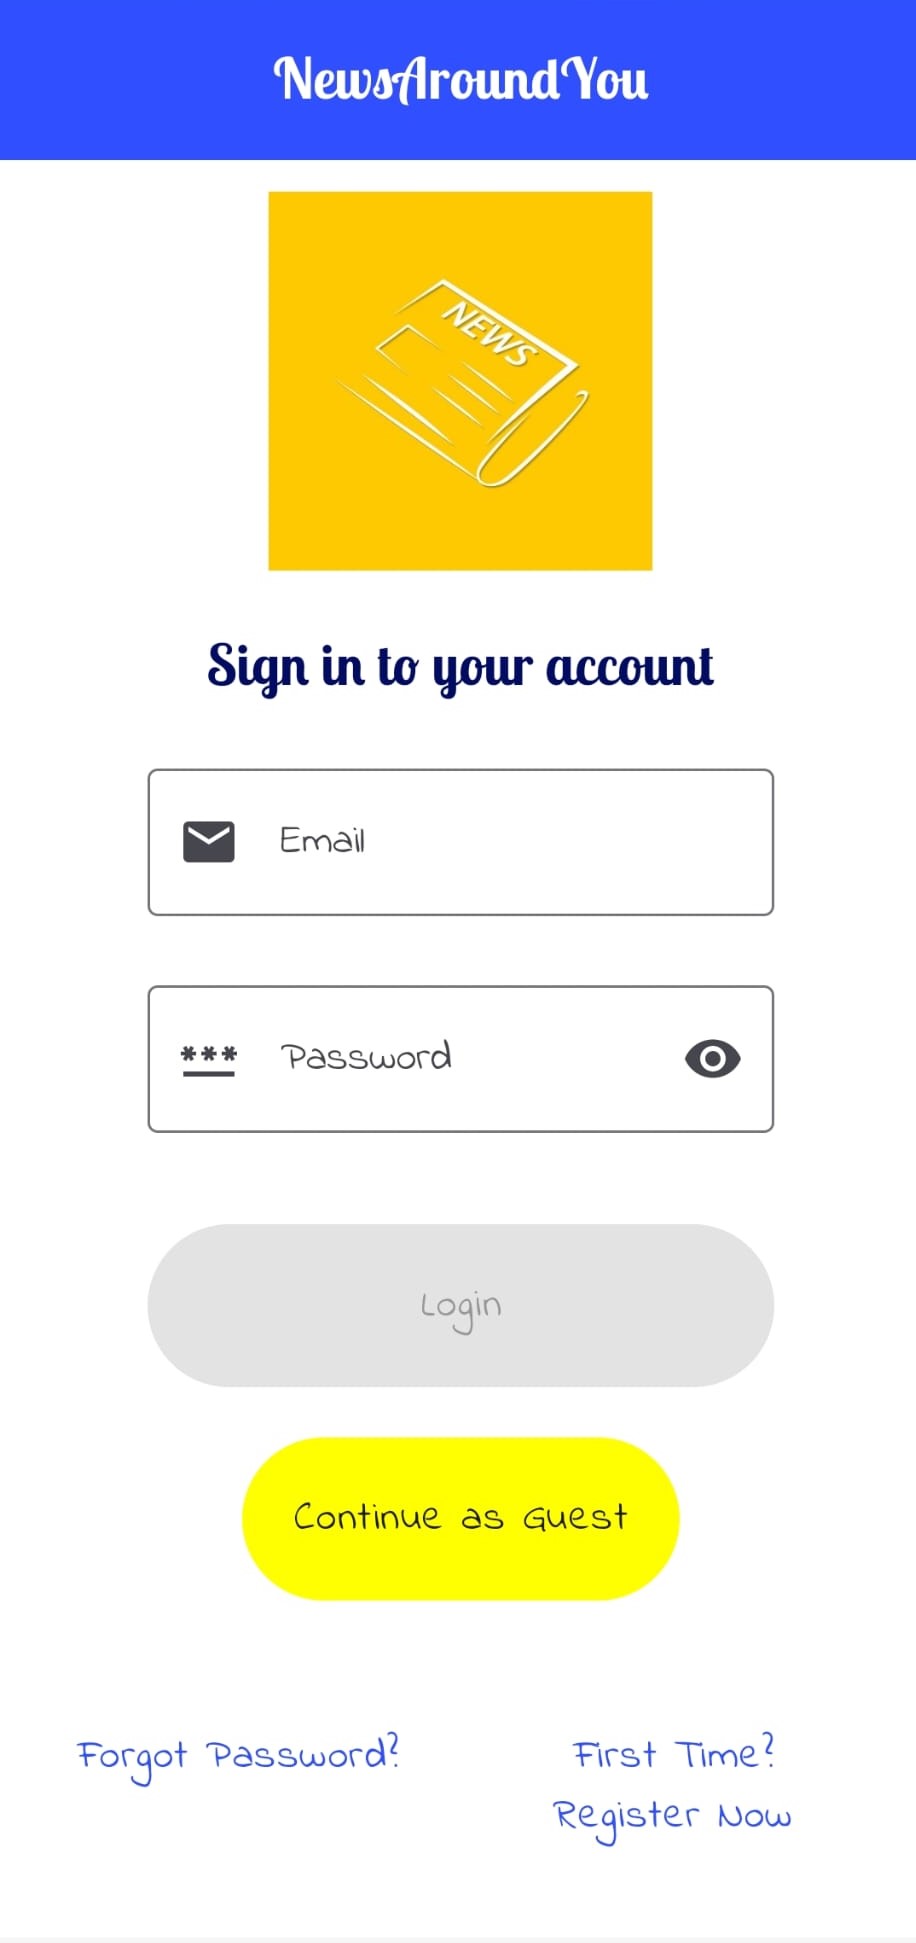 NewsAroundYou
NEWS
Sign in to your account
Email
*** Password
Login
Continue as Guest
Forgot Password?
First Time?
Register Now